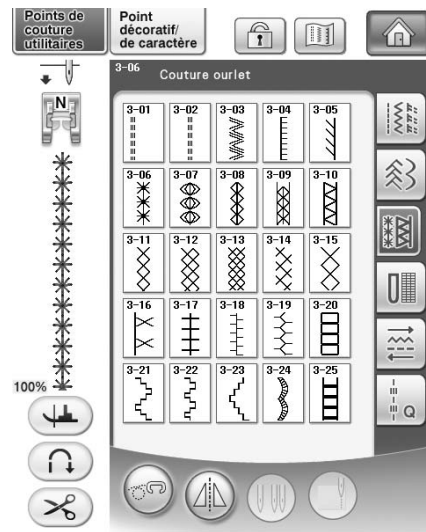 Points de
couture
utilitaires
Point
décoratif/
de caractère
3-06
Couture ourlet
N
3-01 3-02 3-03 3-04 3-05
3-06 3-07 3-08 3-09 3-10
3-11 3-12 3-13 3-14 3-15
3-16 3-17 3-18 3-19 3-20
3-21 3-22 3-23 3-24 3-25
100%
Q